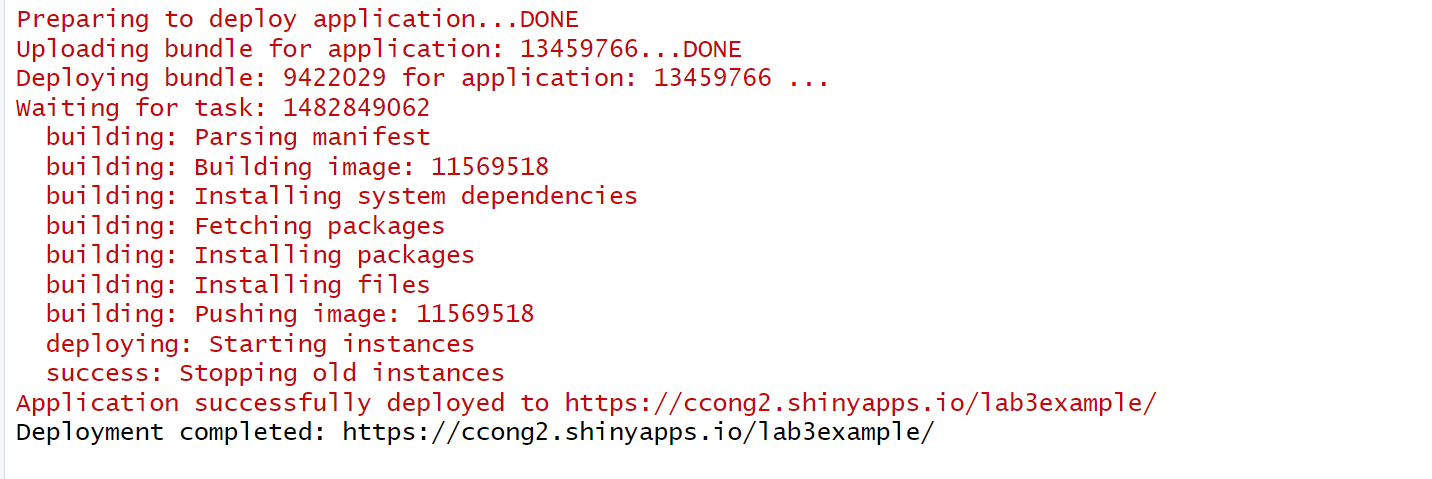 Preparing to deploy application...DONE
Uploading bundle for application: 13459766...DONE
Deploying bundle: 9422029 for application: 13459766 ...
Waiting for task: 1482849062
  building: Parsing manifest
  building: Building image: 11569518
  building: Installing system dependencies
  building: Fetching packages
  building: Installing packages
  building: Installing files
  building: Pushing image: 11569518
  deploying: Starting instances
  success: Stopping old instances
Application successfully deployed to https://ccong2.shinyapps.io/lab3example/
Deployment completed: https://ccong2.shinyapps.io/lab3example/